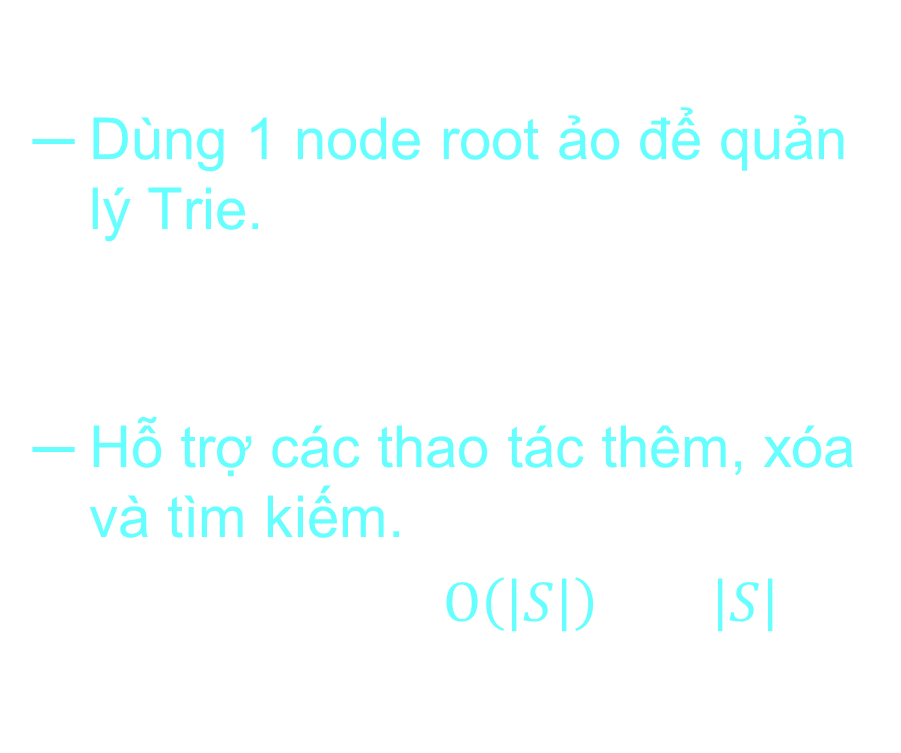 ─ Dùng 1 node root ảo để quản
lý Trie.
─ Hỗ trợ các thao tác thêm, xóa
và tìm kiếm.
O(|S|) |S|